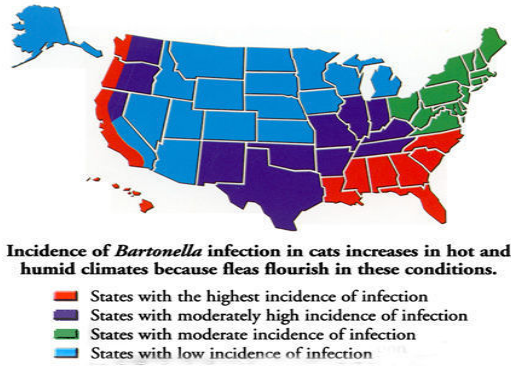 Incidence of Bartonella infection in cats increases in hot and
humid climates because fleas flourish in these conditions.
States with the highest incidence of infection
States with moderately high incidence of infection
States with moderate incidence of infection
States with low incidence of infection